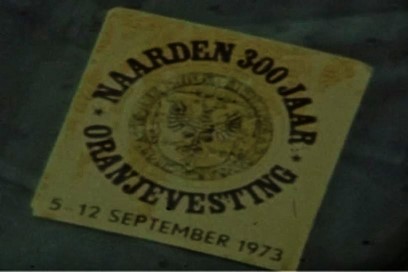 NAARDEN 300 JAAR
ORANJEVESTING
5-12 SEPTEMBER 1973